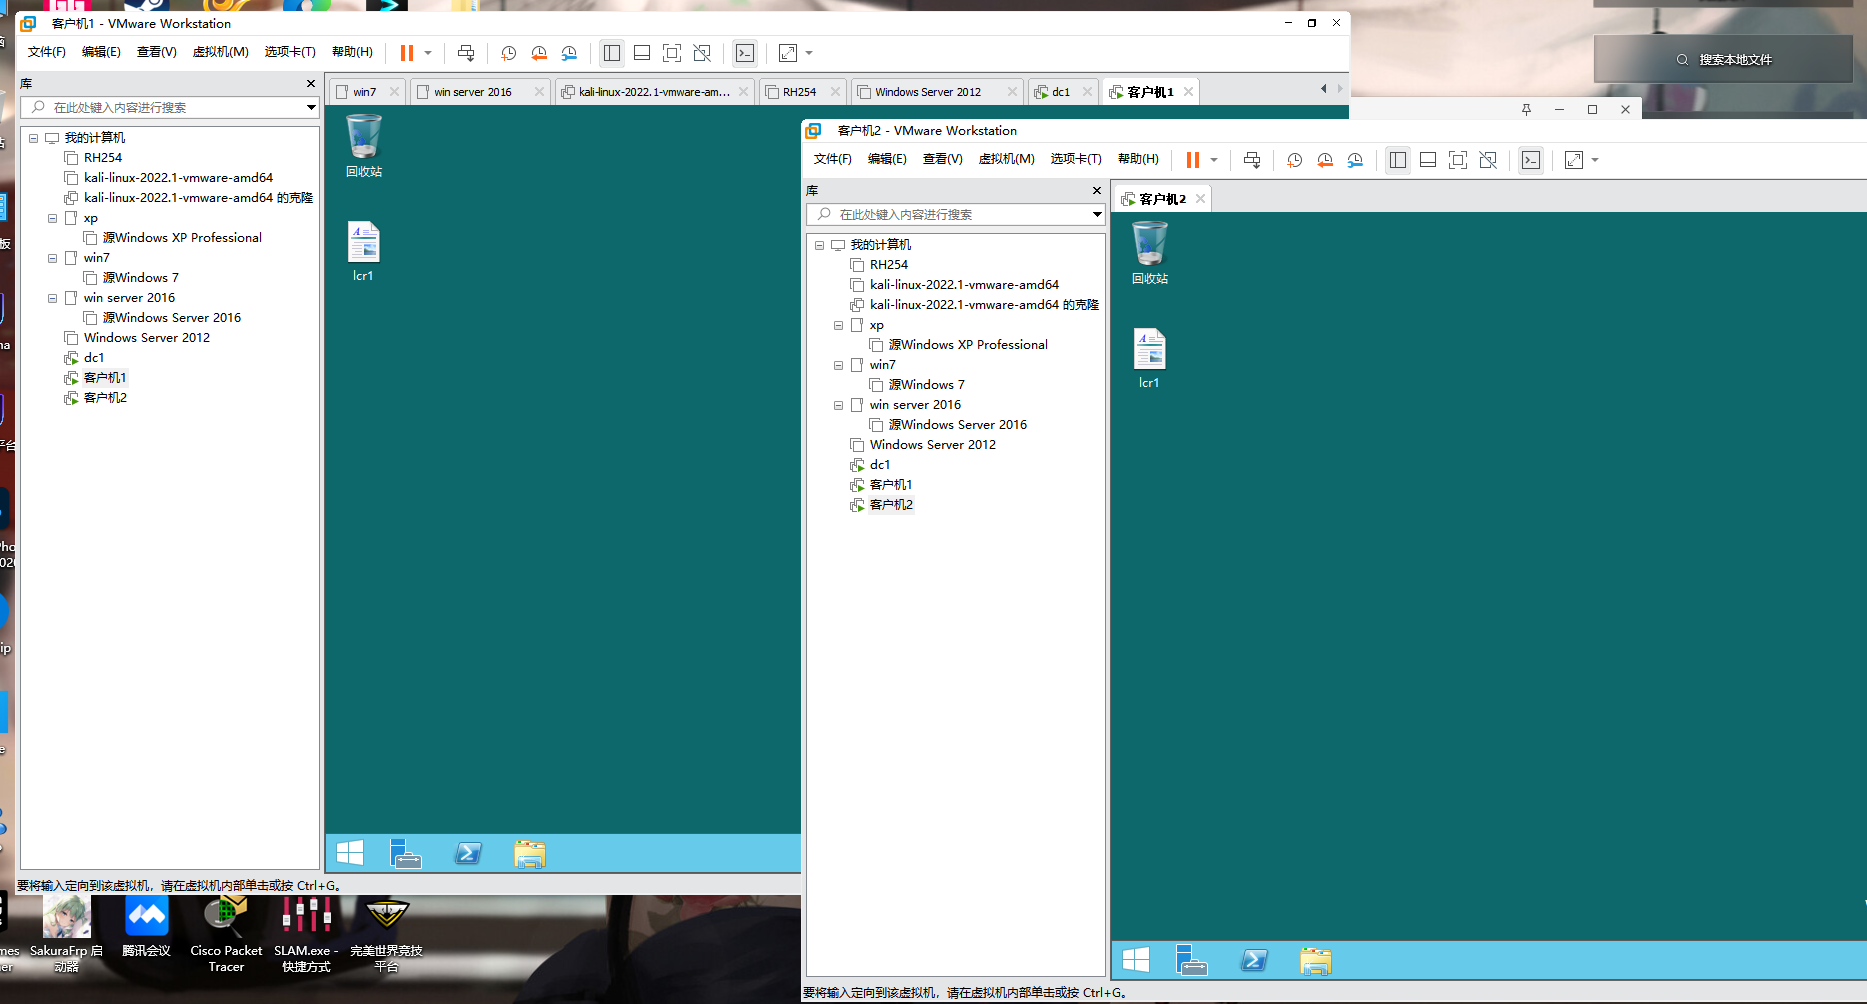 客户机1 - VMware Workstation
文件(F) 编辑(E) 查看(V) 虚拟机(M) 选项卡(T) 帮助(H)
库
在此处键入内容进行搜索
我的计算机
RH254
kali-linux-2022.1-vmware-amd64
kali-linux-2022.1-vmware-amd64 的克隆
xp
源Windows XP Professional
win7
源Windows 7
win server 2016
源Windows Server 2016
Windows Server 2012
dc1
客户机1
客户机2
win7 win server 2016 kali-linux-2022.1-vmware-am... RH254 Windows Server 2012 dc1 客户机1
回收站
lcr1
要将输入定向到该虚拟机，请在虚拟机内部单击或按 Ctrl+G。
搜索本地文件
客户机2 - VMware Workstation
文件(F) 编辑(E) 查看(V) 虚拟机(M) 选项卡(T) 帮助(H)
库
在此处键入内容进行搜索
我的计算机
RH254
kali-linux-2022.1-vmware-amd64
kali-linux-2022.1-vmware-amd64 的克隆
xp
源Windows XP Professional
win7
源Windows 7
win server 2016
源Windows Server 2016
Windows Server 2012
dc1
客户机1
客户机2
客户机2
回收站
lcr1
要将输入定向到该虚拟机，请在虚拟机内部单击或按 Ctrl+G。
SakuraFrp 启
动器
腾讯会议
Cisco Packet
Tracer
SLAM.exe -
快捷方式
完美世界竞技
平台